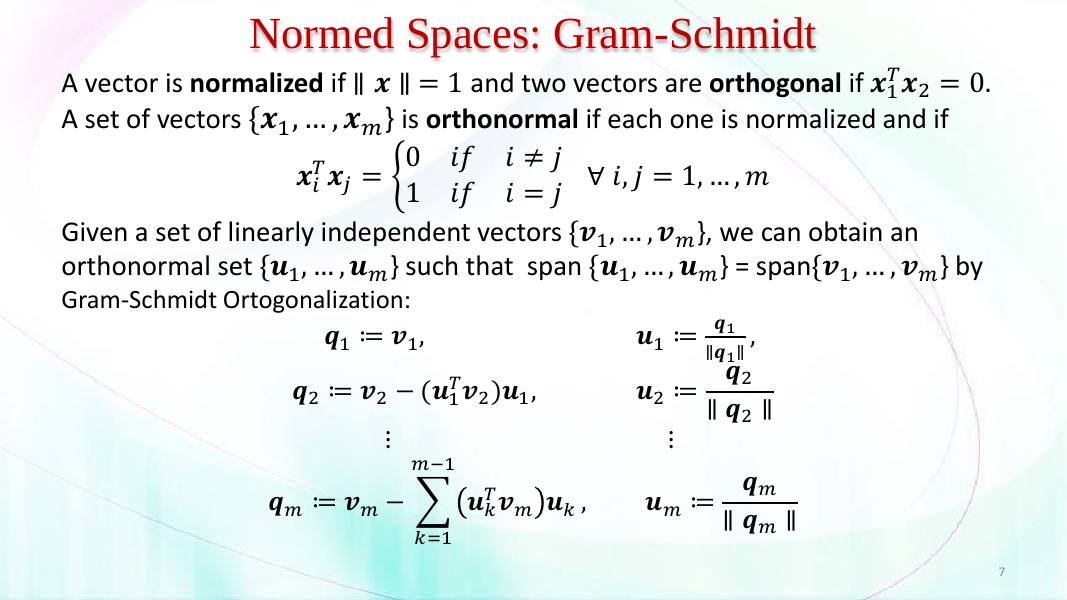 Normed Spaces: Gram-Schmidt
A vector is normalized if ‖ 𝒙 ‖ = 1 and two vectors are orthogonal if 𝒙₁ᵀ𝒙₂ = 0.
A set of vectors {𝒙₁, … , 𝒙ₘ} is orthonormal if each one is normalized and if
𝒙ᵢᵀ𝒙ⱼ = {0 if i ≠ j
1 if i = j ∀ i, j = 1, … , m
Given a set of linearly independent vectors {𝒗₁, … , 𝒗ₘ}, we can obtain an
orthonormal set {𝒖₁, … , 𝒖ₘ} such that span {𝒖₁, … , 𝒖ₘ} = span{𝒗₁, … , 𝒗ₘ} by
Gram-Schmidt Ortogonalization:
𝒒₁ ≔ 𝒗₁, 𝒖₁ ≔ 𝒒₁/‖𝒒₁‖,
𝒒₂ ≔ 𝒗₂ − (𝒖₁ᵀ𝒗₂)𝒖₁, 𝒖₂ ≔ 𝒒₂/‖ 𝒒₂ ‖
⋮ ⋮
𝒒ₘ ≔ 𝒗ₘ − ∑_{k=1}^{m−1} (𝒖ₖᵀ𝒗ₘ)𝒖ₖ , 𝒖ₘ ≔ 𝒒ₘ/‖ 𝒒ₘ ‖
7